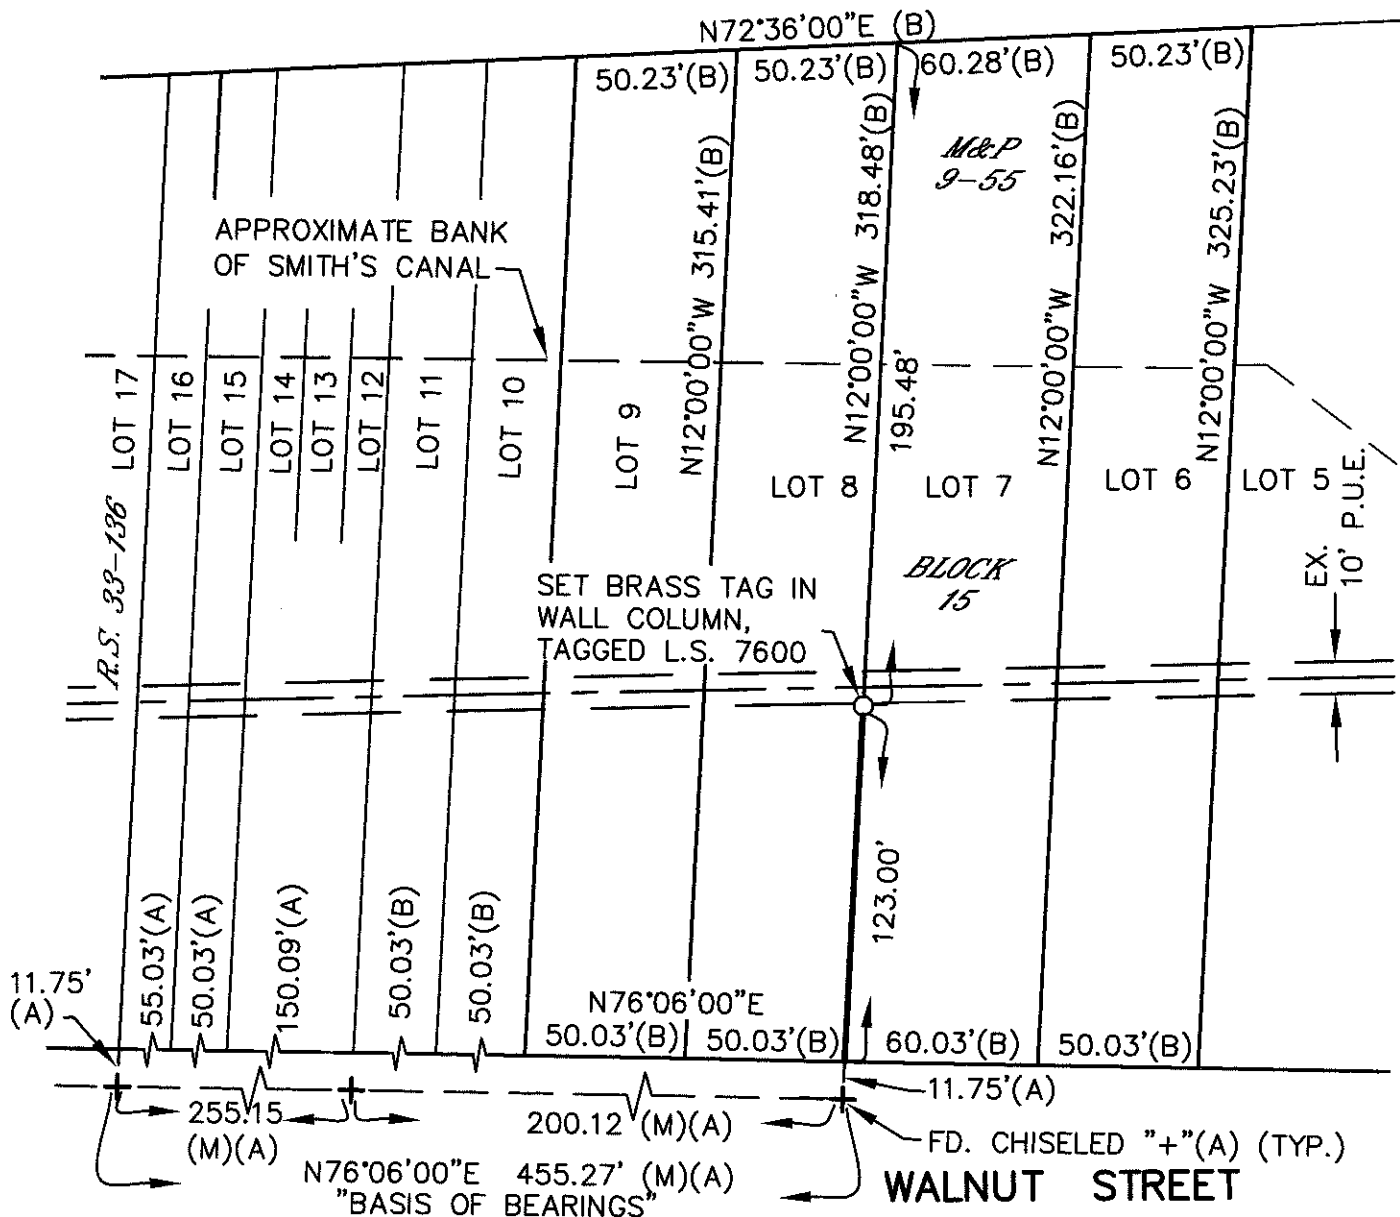 N72°36'00"E (B)
50.23'(B)
50.23'(B)
60.28'(B)
50.23'(B)
M&P
9-55
N12°00'00"W 315.41'(B)
N12°00'00"W 318.48'(B)
195.48'
N12°00'00"W 322.16'(B)
N12°00'00"W 325.23'(B)
APPROXIMATE BANK
OF SMITH'S CANAL
R.S. 33-136
LOT 17
LOT 16
LOT 15
LOT 14
LOT 13
LOT 12
LOT 11
LOT 10
LOT 9
LOT 8
LOT 7
LOT 6
LOT 5
EX.
10' P.U.E.
BLOCK
15
SET BRASS TAG IN
WALL COLUMN,
TAGGED L.S. 7600
123.00'
11.75'
(A)
55.03'(A)
50.03'(A)
150.09'(A)
50.03'(B)
50.03'(B)
N76°06'00"E
50.03'(B)
50.03'(B)
60.03'(B)
50.03'(B)
11.75'(A)
255.15
(M)(A)
200.12 (M)(A)
FD. CHISELED "+"(A) (TYP.)
N76°06'00"E 455.27' (M)(A)
"BASIS OF BEARINGS"
WALNUT STREET